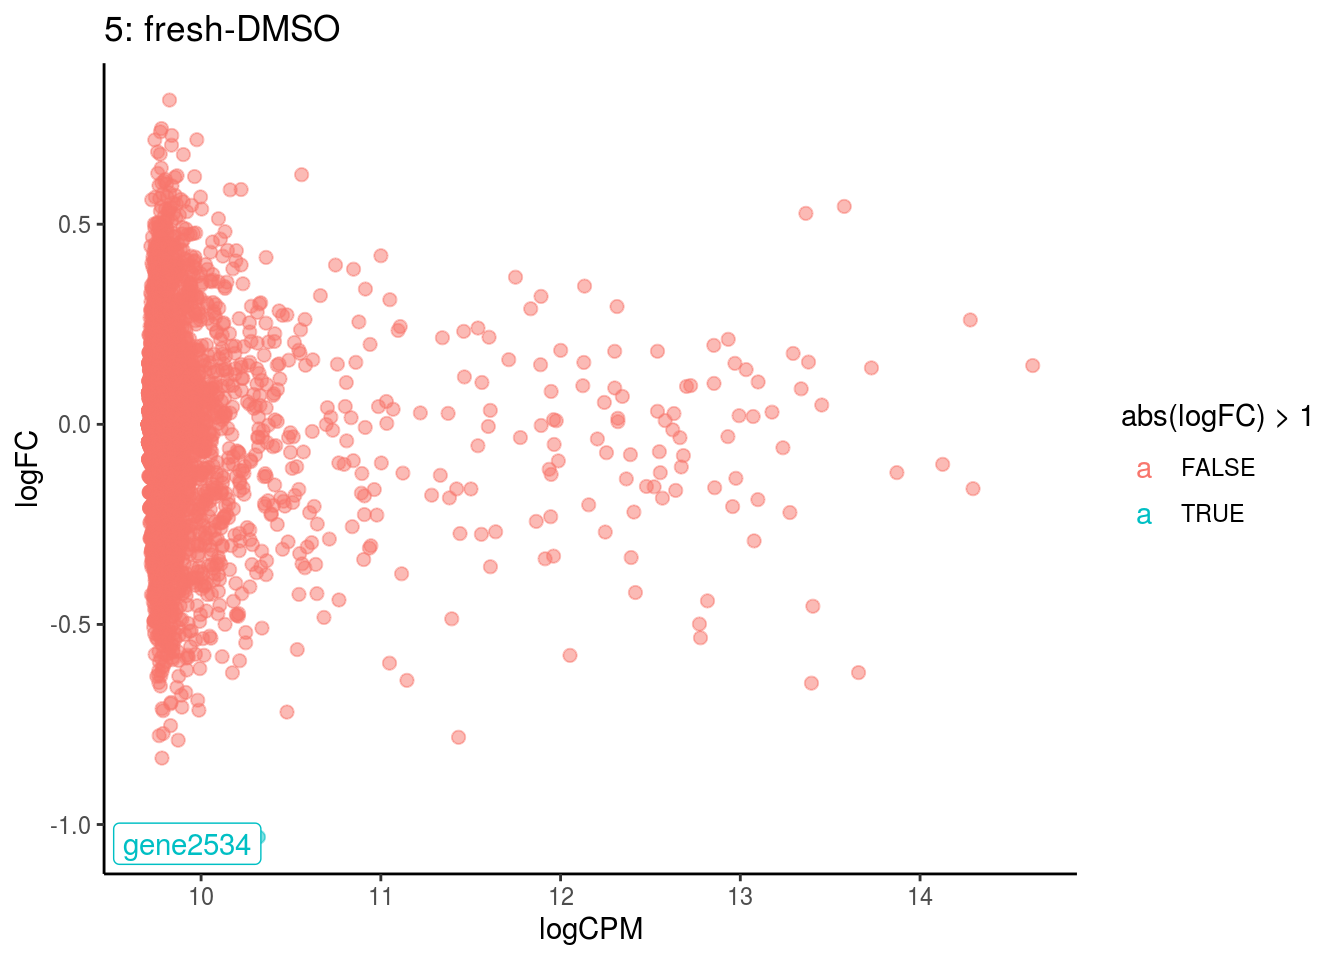 5: fresh-DMSO
logFC
0.5
0.0
-0.5
-1.0
gene2534
10 11 12 13 14
logCPM
abs(logFC) > 1
a FALSE
a TRUE